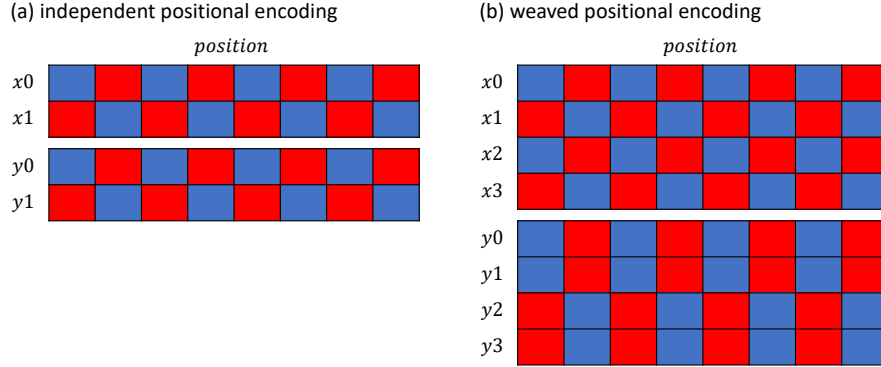 (a) independent positional encoding
position
x0
x1
y0
y1
(b) weaved positional encoding
position
x0
x1
x2
x3
y0
y1
y2
y3